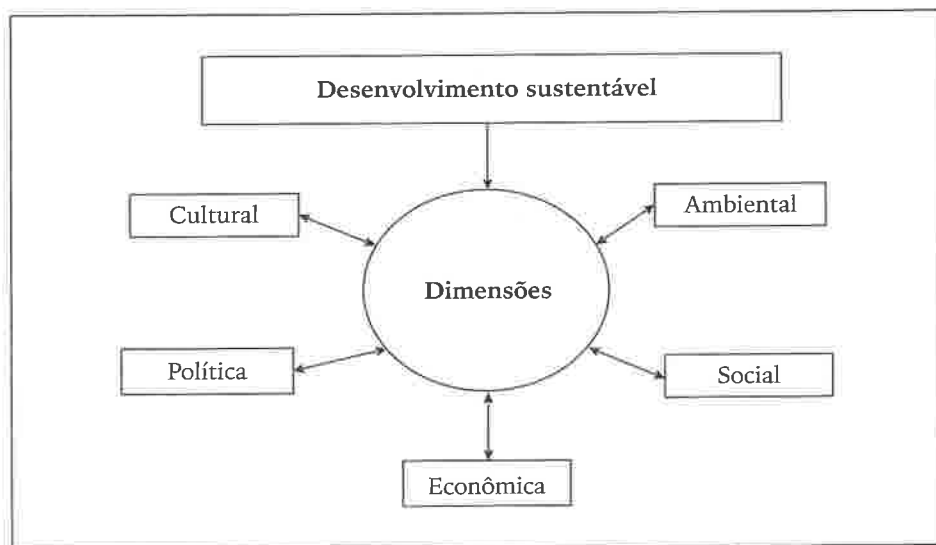 Desenvolvimento sustentável
Cultural
Ambiental
Dimensões
Política
Social
Econômica